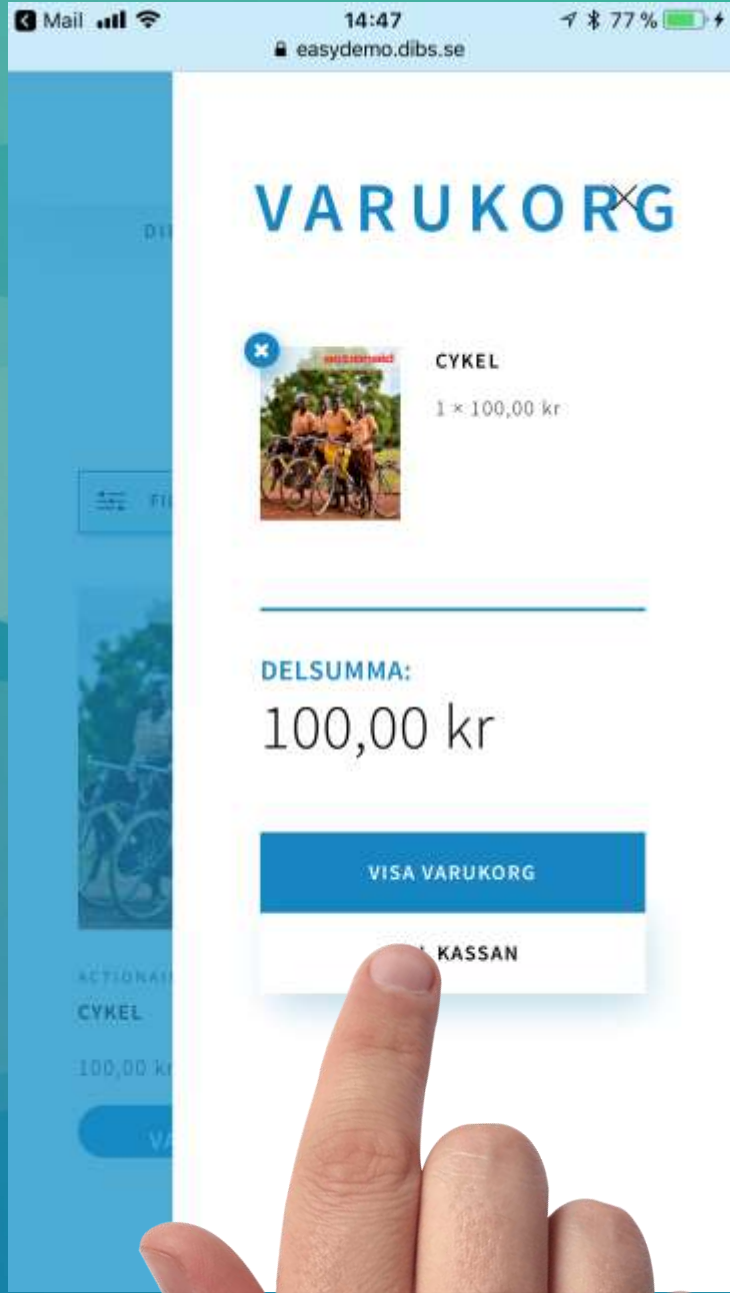 Mail
14:47
77 %
easydemo.dibs.se
VARUKORG
actionaid
CYKEL
1 × 100,00 kr
DELSUMMA:
100,00 kr
VISA VARUKORG
KASSAN
CYKEL
100,00 kr